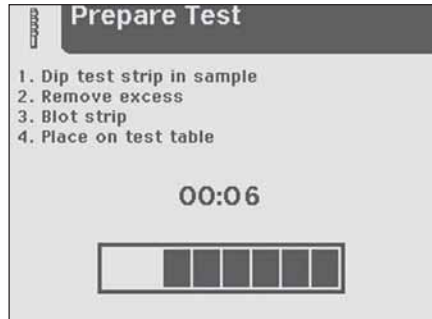 Prepare Test
1. Dip test strip in sample
2. Remove excess
3. Blot strip
4. Place on test table
00:06